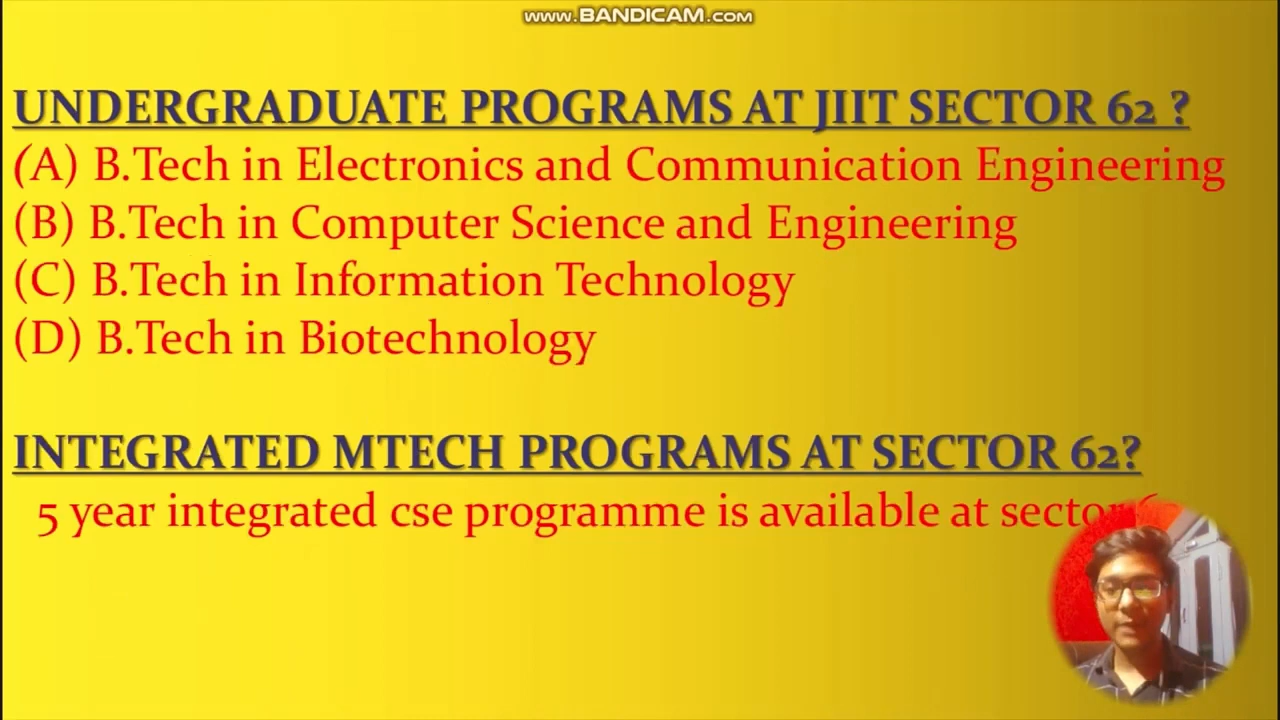 www.BANDICAM.com
UNDERGRADUATE PROGRAMS AT JIIT SECTOR 62 ?
(A) B.Tech in Electronics and Communication Engineering
(B) B.Tech in Computer Science and Engineering
(C) B.Tech in Information Technology
(D) B.Tech in Biotechnology
INTEGRATED MTECH PROGRAMS AT SECTOR 62?
5 year integrated cse programme is available at sector